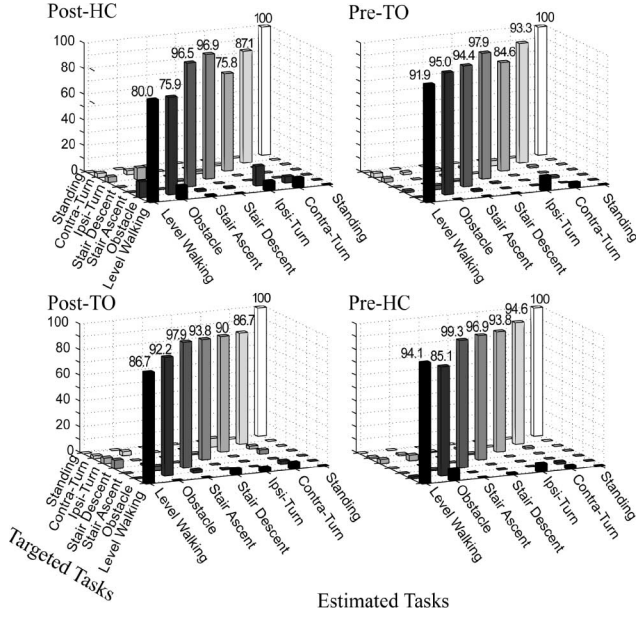 Post-HC
Pre-TO
100
80
60
40
20
0
80.0
75.9
96.5
96.9
75.8
87.1
100
91.9
95.0
94.4
97.9
84.6
93.3
100
Standing
Contra-Turn
Ipsi-Turn
Stair Descent
Stair Ascent
Obstacle
Level Walking
Level Walking
Obstacle
Stair Ascent
Stair Descent
Ipsi-Turn
Contra-Turn
Standing
Level Walking
Obstacle
Stair Ascent
Stair Descent
Ipsi-Turn
Contra-Turn
Standing
Post-TO
Pre-HC
100
80
60
40
20
0
86.7
92.2
97.9
93.8
90
86.7
100
94.1
85.1
99.3
96.9
93.8
94.6
100
Standing
Contra-Turn
Ipsi-Turn
Stair Descent
Stair Ascent
Obstacle
Level Walking
Level Walking
Obstacle
Stair Ascent
Stair Descent
Ipsi-Turn
Contra-Turn
Standing
Level Walking
Obstacle
Stair Ascent
Stair Descent
Ipsi-Turn
Contra-Turn
Standing
Targeted Tasks
Estimated Tasks